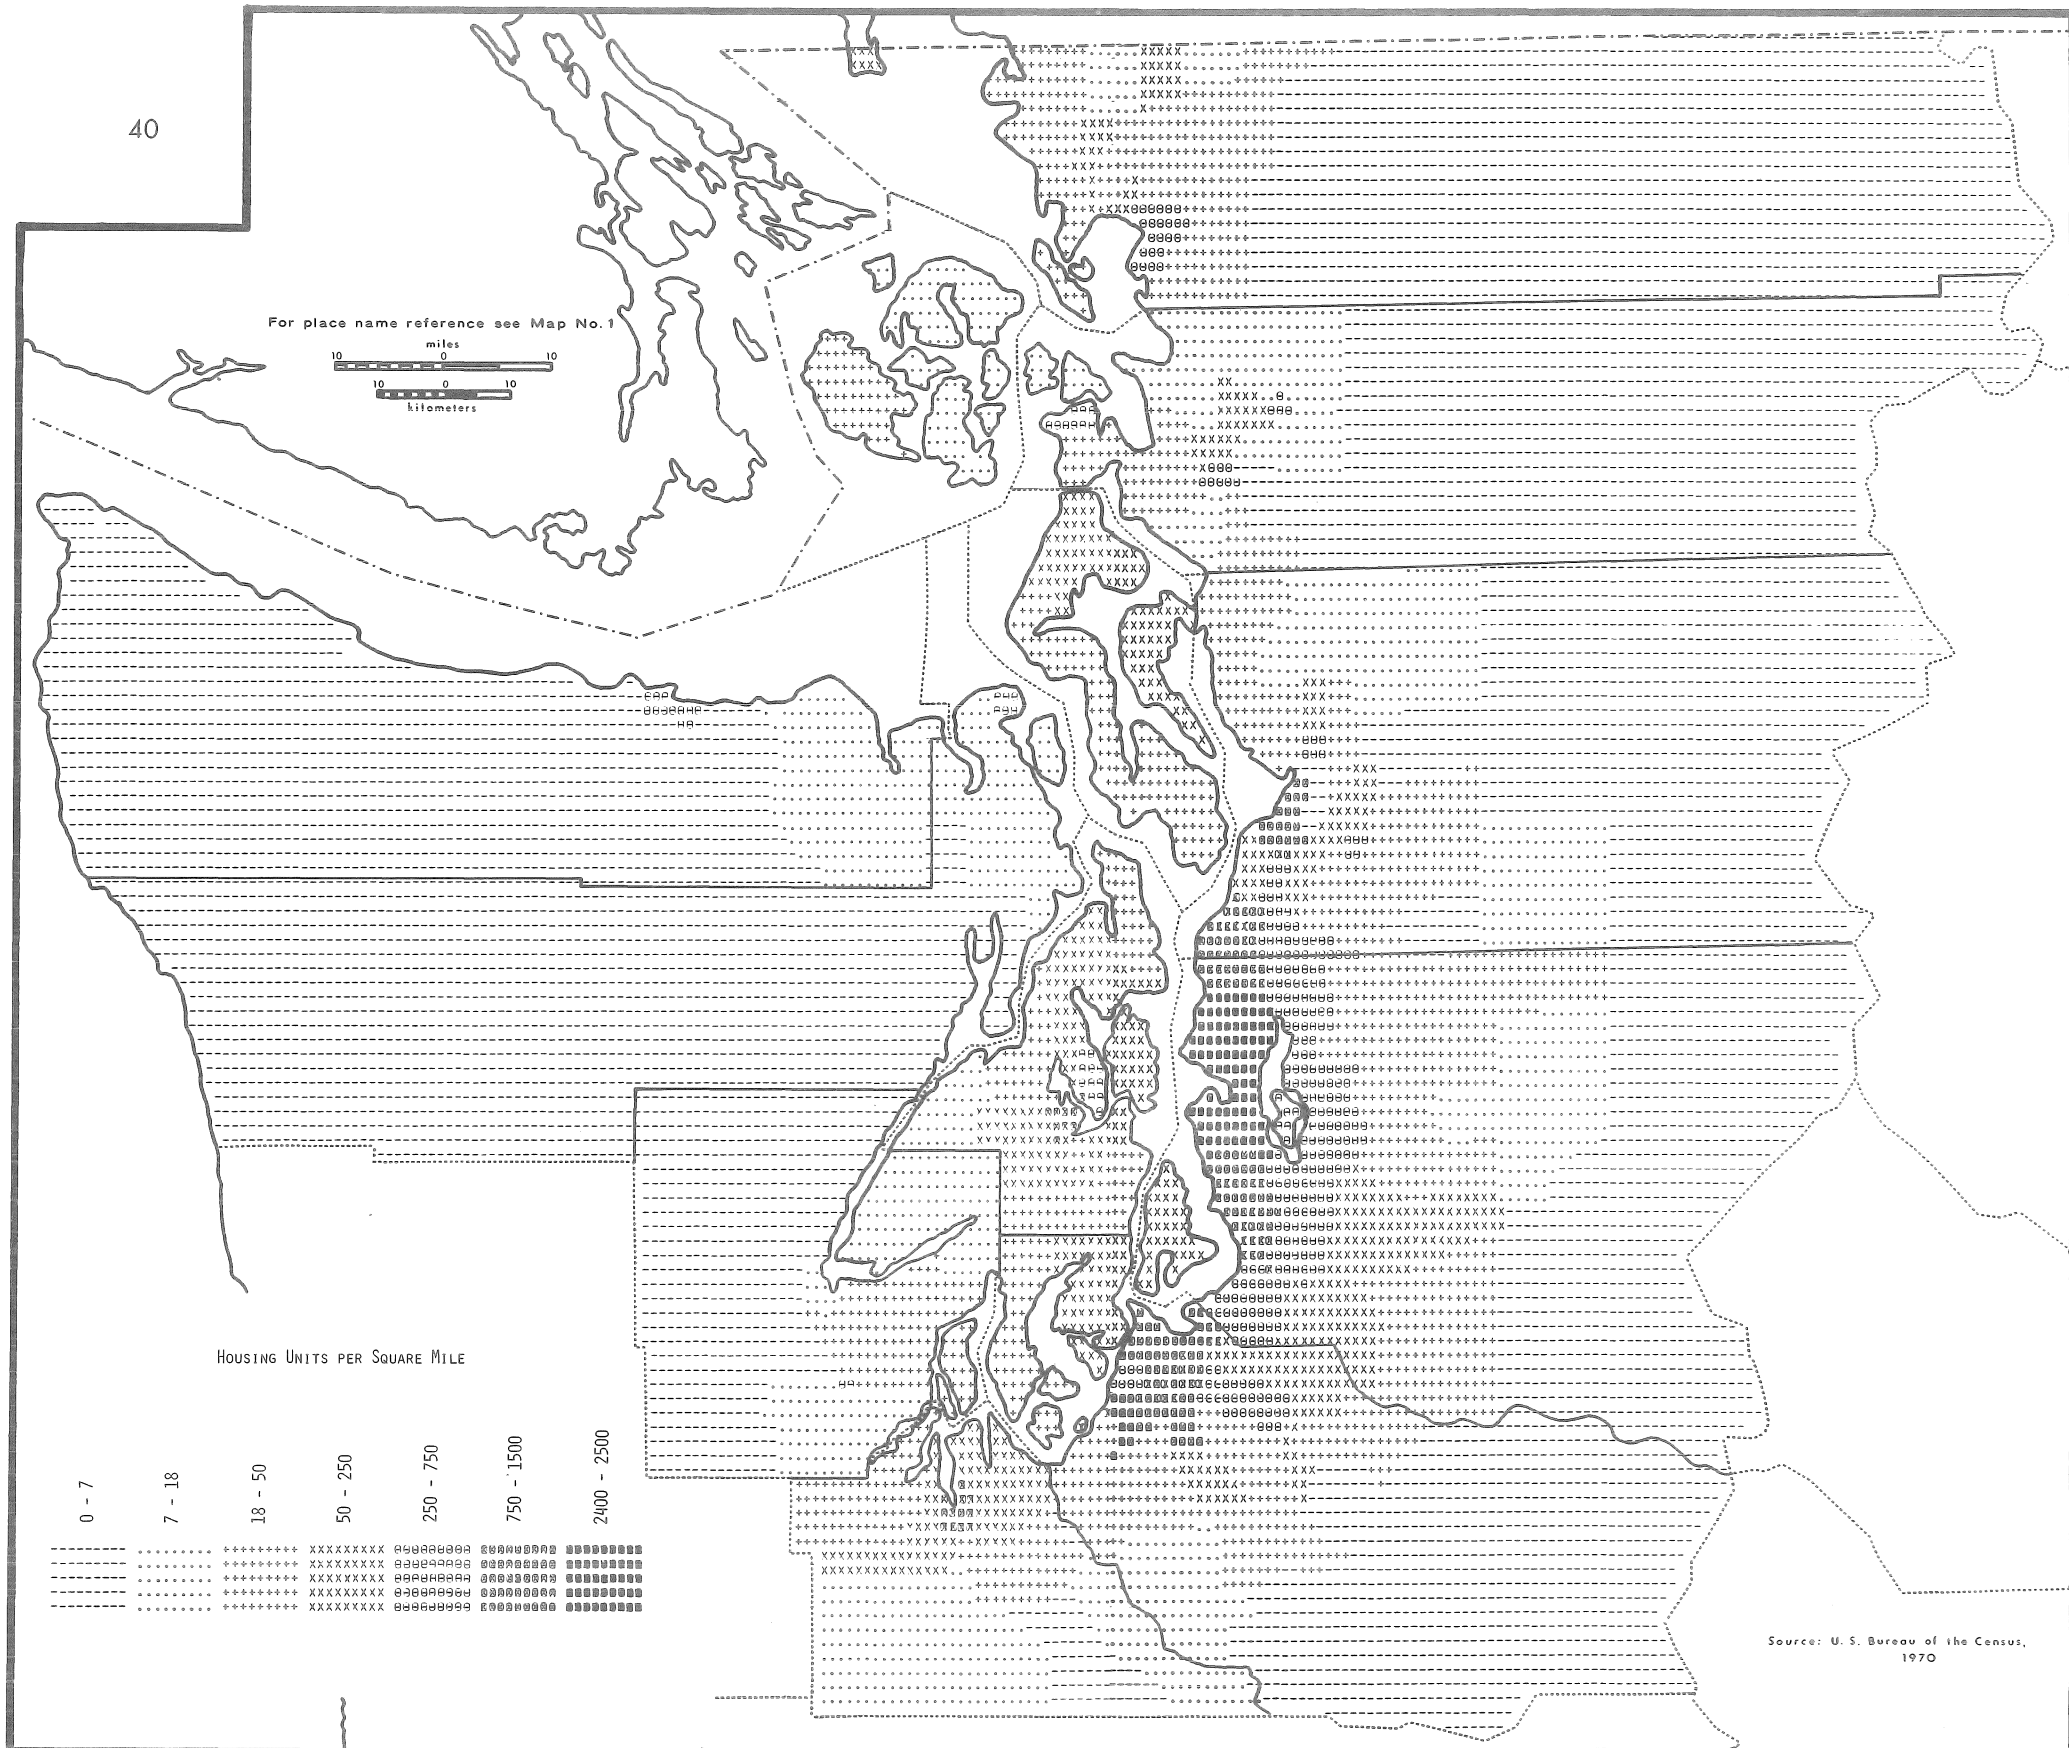 40
For place name reference see Map No. 1
miles
10 0 10
10 0 10
kilometers
Housing Units per Square Mile
0 - 7
7 - 18
18 - 50
50 - 250
250 - 750
750 - 1500
2400 - 2500
Source: U. S. Bureau of the Census,
1970